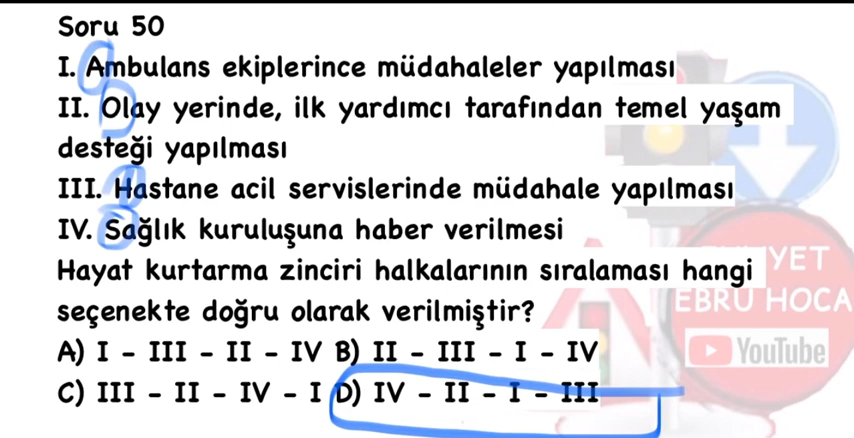 Soru 50
I. Ambulans ekiplerince müdahaleler yapılması
II. Olay yerinde, ilk yardımcı tarafından temel yaşam
desteği yapılması
III. Hastane acil servislerinde müdahale yapılması
IV. Sağlık kuruluşuna haber verilmesi
Hayat kurtarma zinciri halkalarının sıralaması hangi
seçenekte doğru olarak verilmiştir?
A) I - III - II - IV B) II - III - I - IV
C) III - II - IV - I D) IV - II - I - III
YET
EBRU HOCA
YouTube